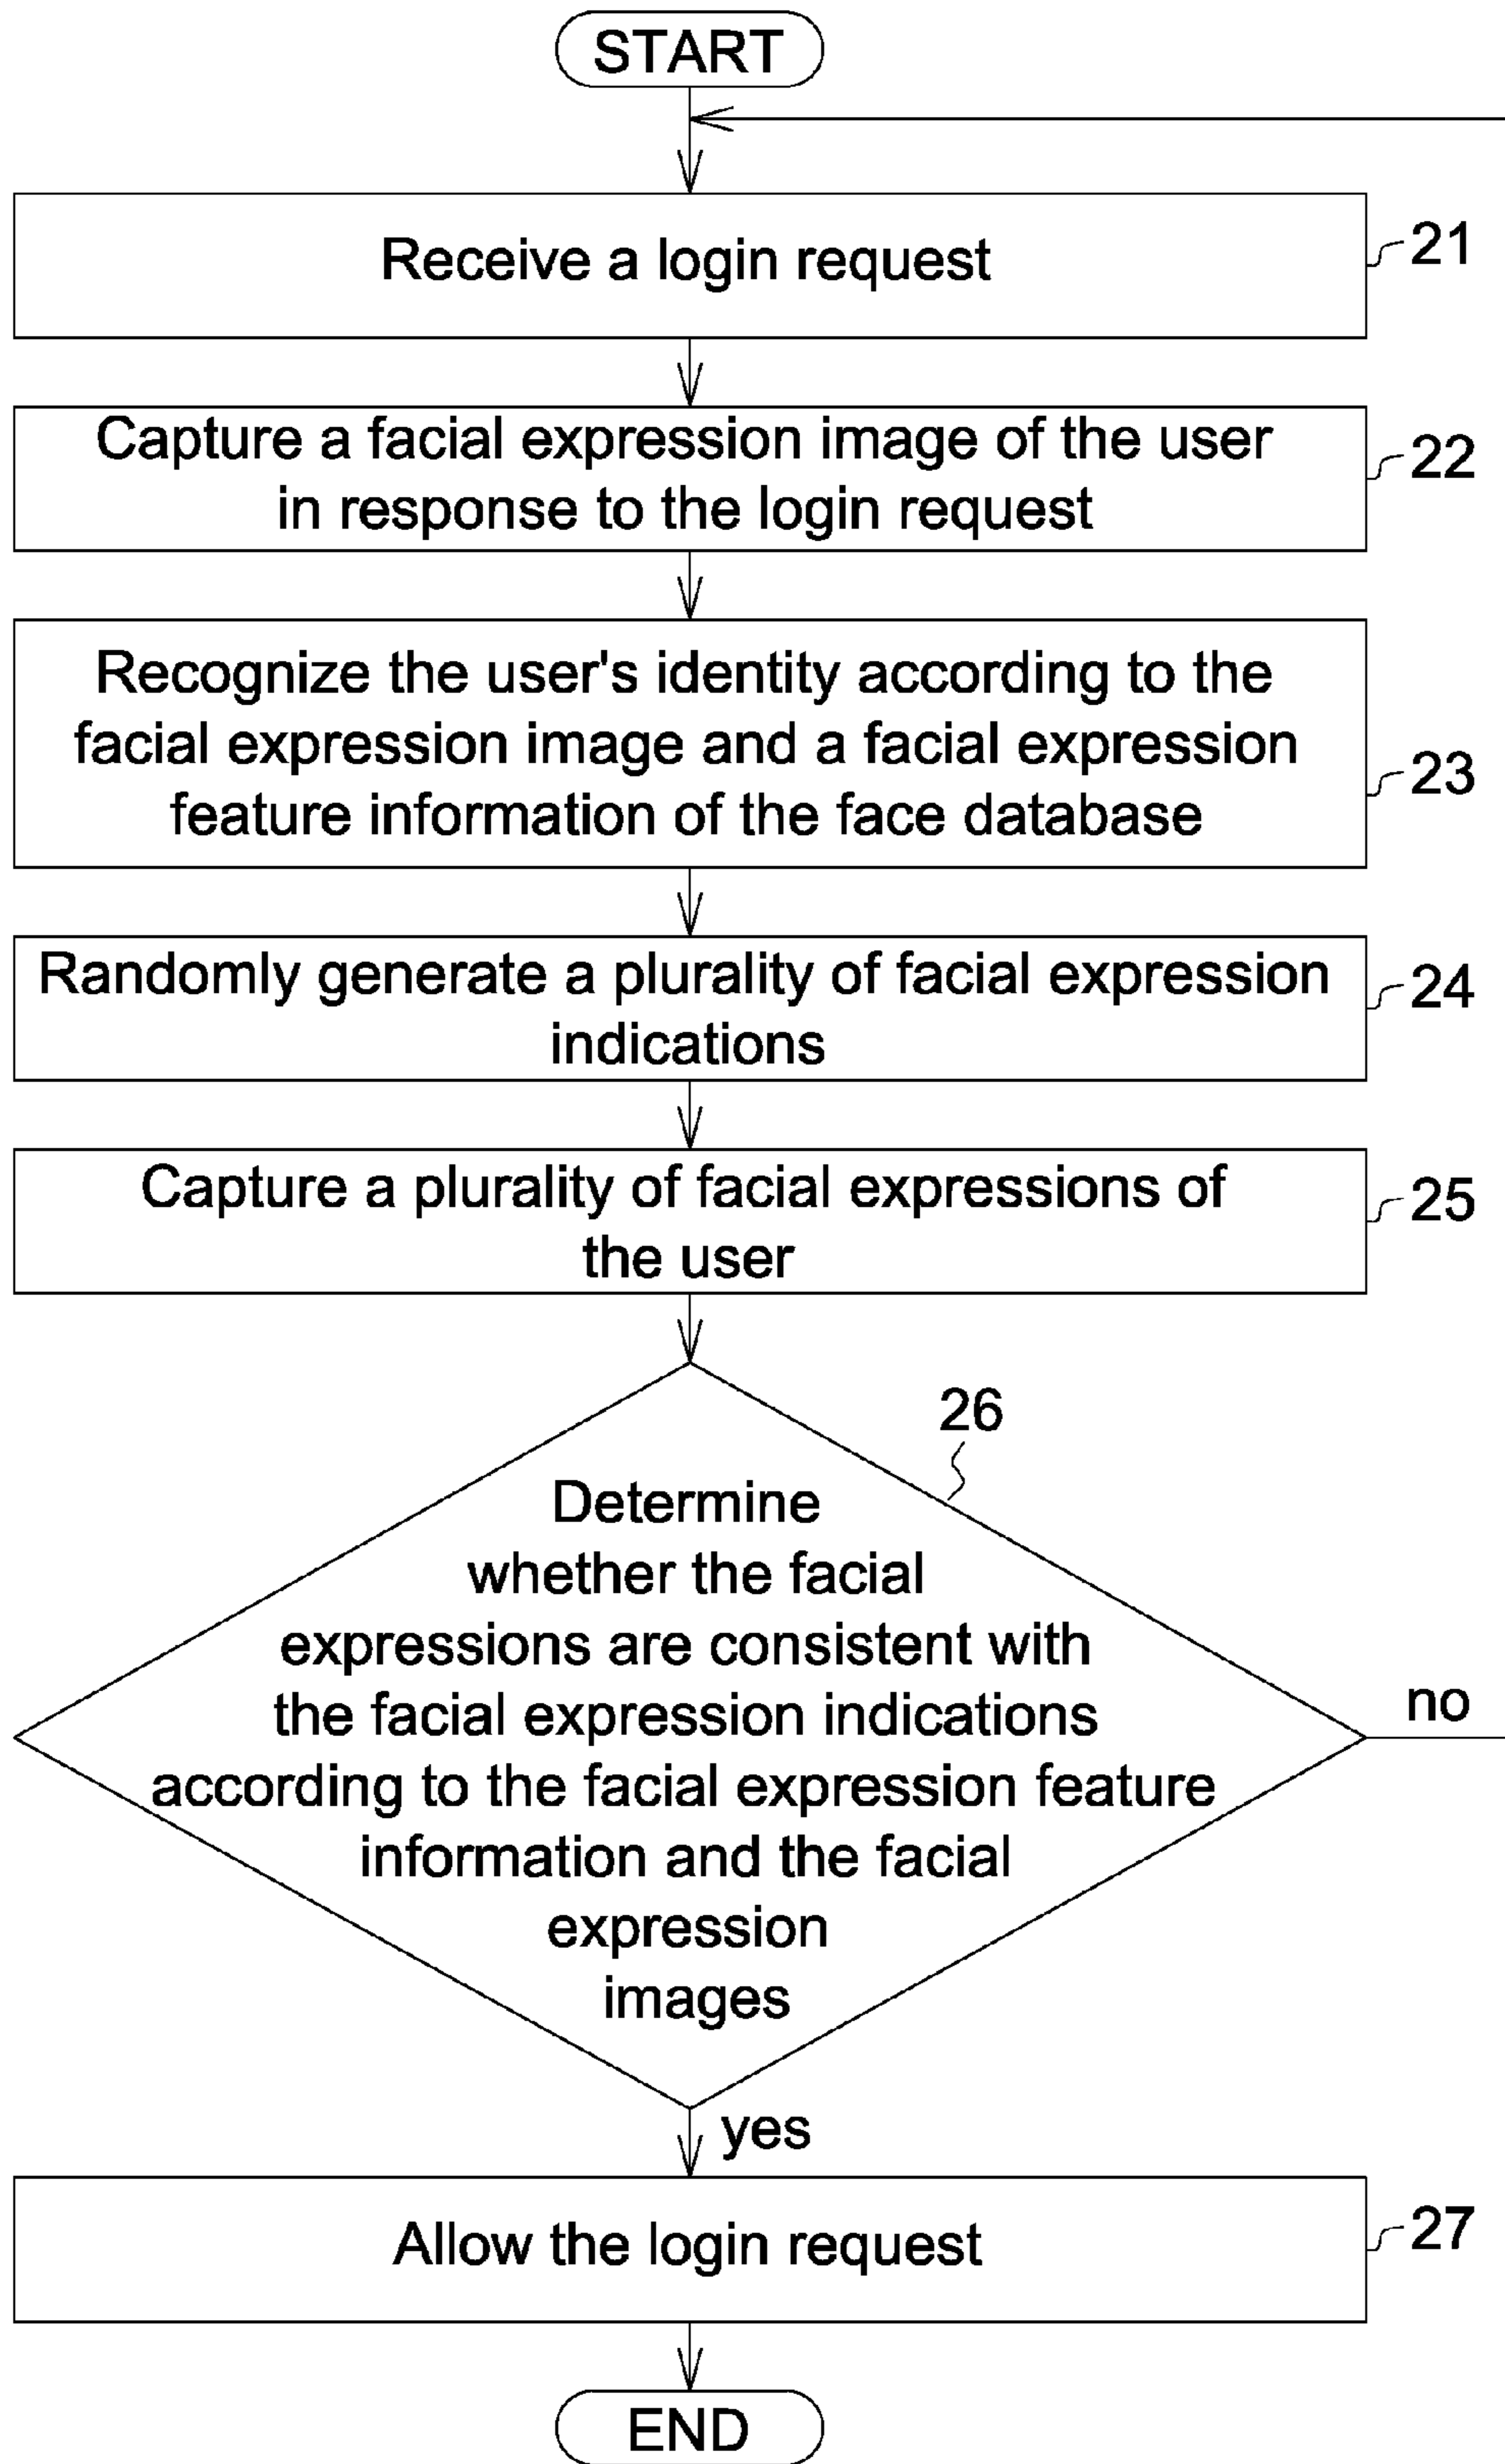 START
Receive a login request
21
Capture a facial expression image of the user
in response to the login request
22
Recognize the user's identity according to the
facial expression image and a facial expression
feature information of the face database
23
Randomly generate a plurality of facial expression
indications
24
Capture a plurality of facial expressions of
the user
25
26
Determine
whether the facial
expressions are consistent with
the facial expression indications
according to the facial expression feature
information and the facial
expression
images
no
yes
Allow the login request
27
END